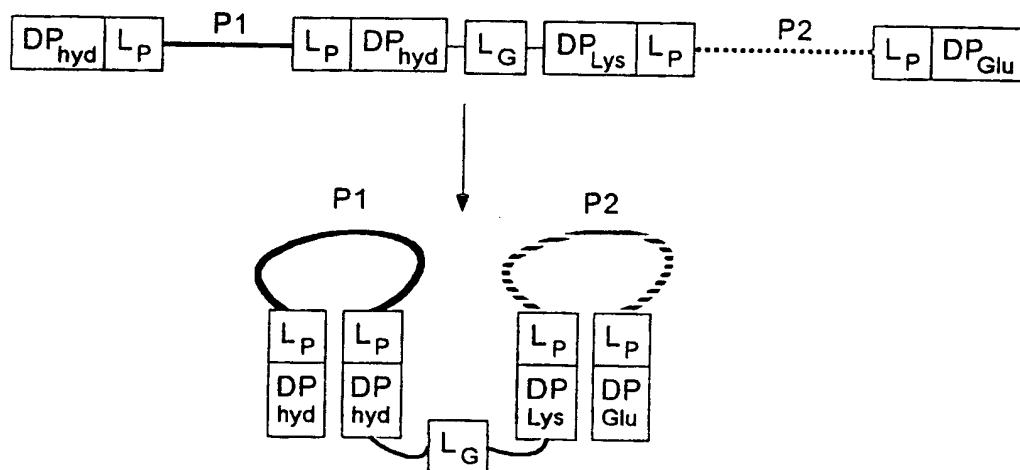 P1 P2
DPhyd LP LP DPhyd LG DPLys LP LP DPGlu
P1 P2
LP LP LP LP
DP DP DP DP
hyd hyd Lys Glu
LG